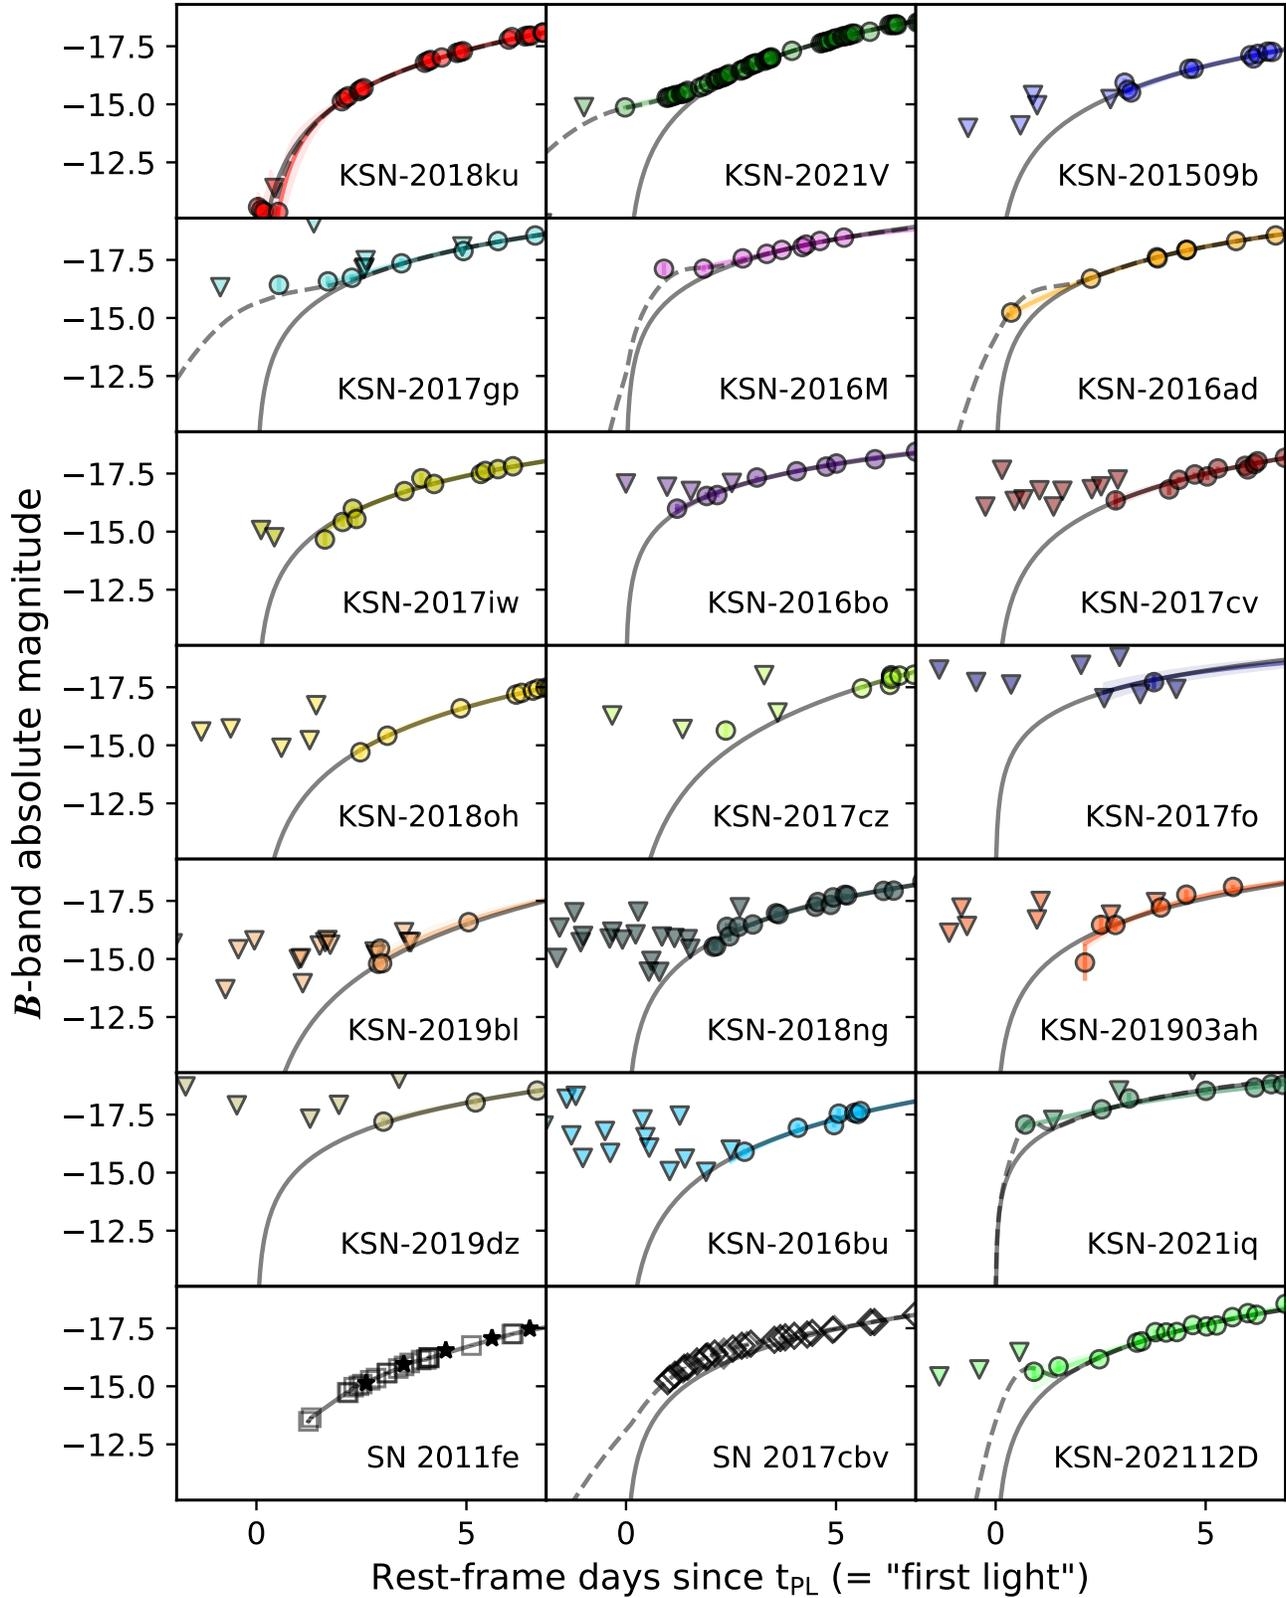 B-band absolute magnitude
−17.5
−15.0
−12.5
KSN-2018ku
KSN-2021V
KSN-201509b
−17.5
−15.0
−12.5
KSN-2017gp
KSN-2016M
KSN-2016ad
−17.5
−15.0
−12.5
KSN-2017iw
KSN-2016bo
KSN-2017cv
−17.5
−15.0
−12.5
KSN-2018oh
KSN-2017cz
KSN-2017fo
−17.5
−15.0
−12.5
KSN-2019bl
KSN-2018ng
KSN-201903ah
−17.5
−15.0
−12.5
KSN-2019dz
KSN-2016bu
KSN-2021iq
−17.5
−15.0
−12.5
SN 2011fe
SN 2017cbv
KSN-202112D
0 5 0 5 0 5
Rest-frame days since tPL (= "first light")